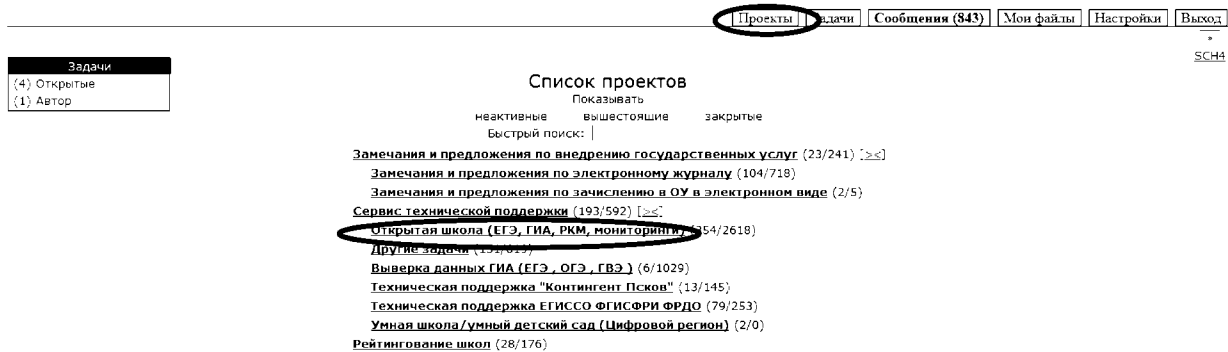 Проекты Задачи Сообщения (843) Мои файлы Настройки Выход
»
SCH4
Задачи
(4) Открытые
(1) Автор
Список проектов
Показывать
неактивные вышестоящие закрытые
Быстрый поиск:
Замечания и предложения по внедрению государственных услуг (23/241) [><]
Замечания и предложения по электронному журналу (104/718)
Замечания и предложения по зачислению в ОУ в электронном виде (2/5)
Сервис технической поддержки (193/592) [><]
Открытая школа (ЕГЭ, ГИА, РКМ, мониторинги) (354/2618)
Другие задачи
Выверка данных ГИА (ЕГЭ , ОГЭ , ГВЭ ) (6/1029)
Техническая поддержка "Контингент Псков" (13/145)
Техническая поддержка ЕГИССО ФГИСФРИ ФРДО (79/253)
Умная школа/умный детский сад (Цифровой регион) (2/0)
Рейтингование школ (28/176)